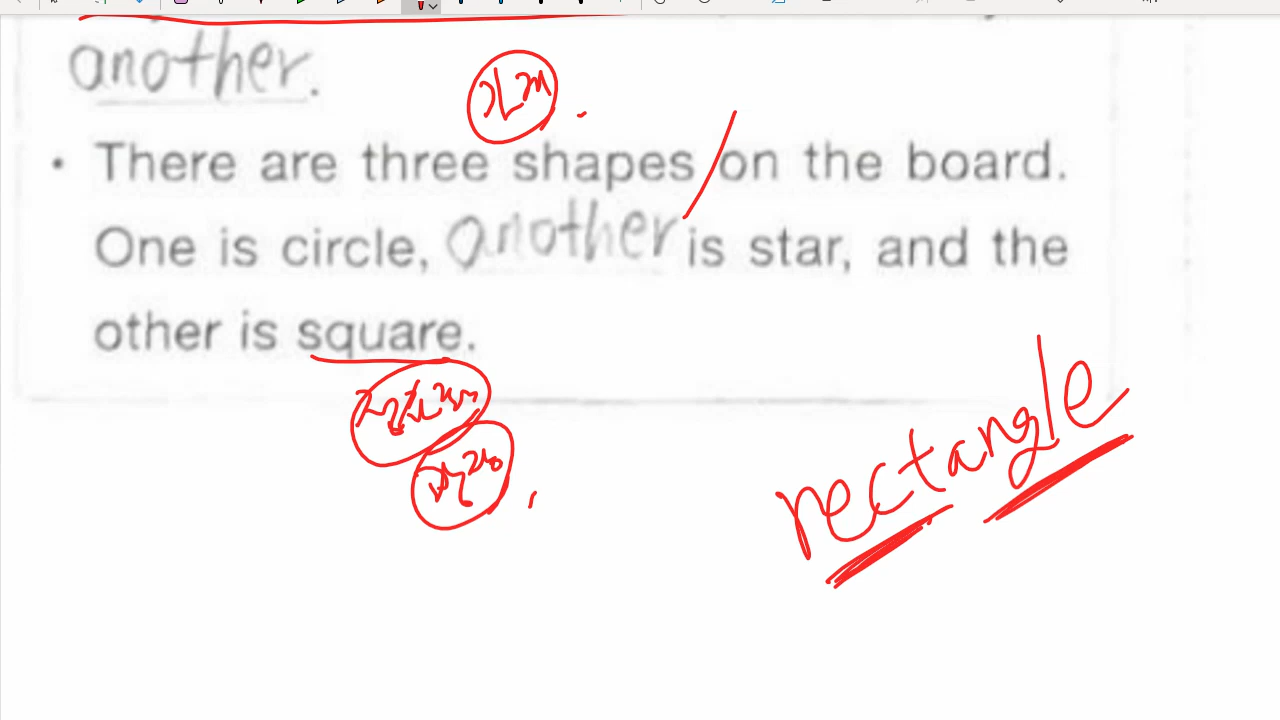 another.
• There are three shapes on the board.
One is circle, another is star, and the
other is square.
rectangle